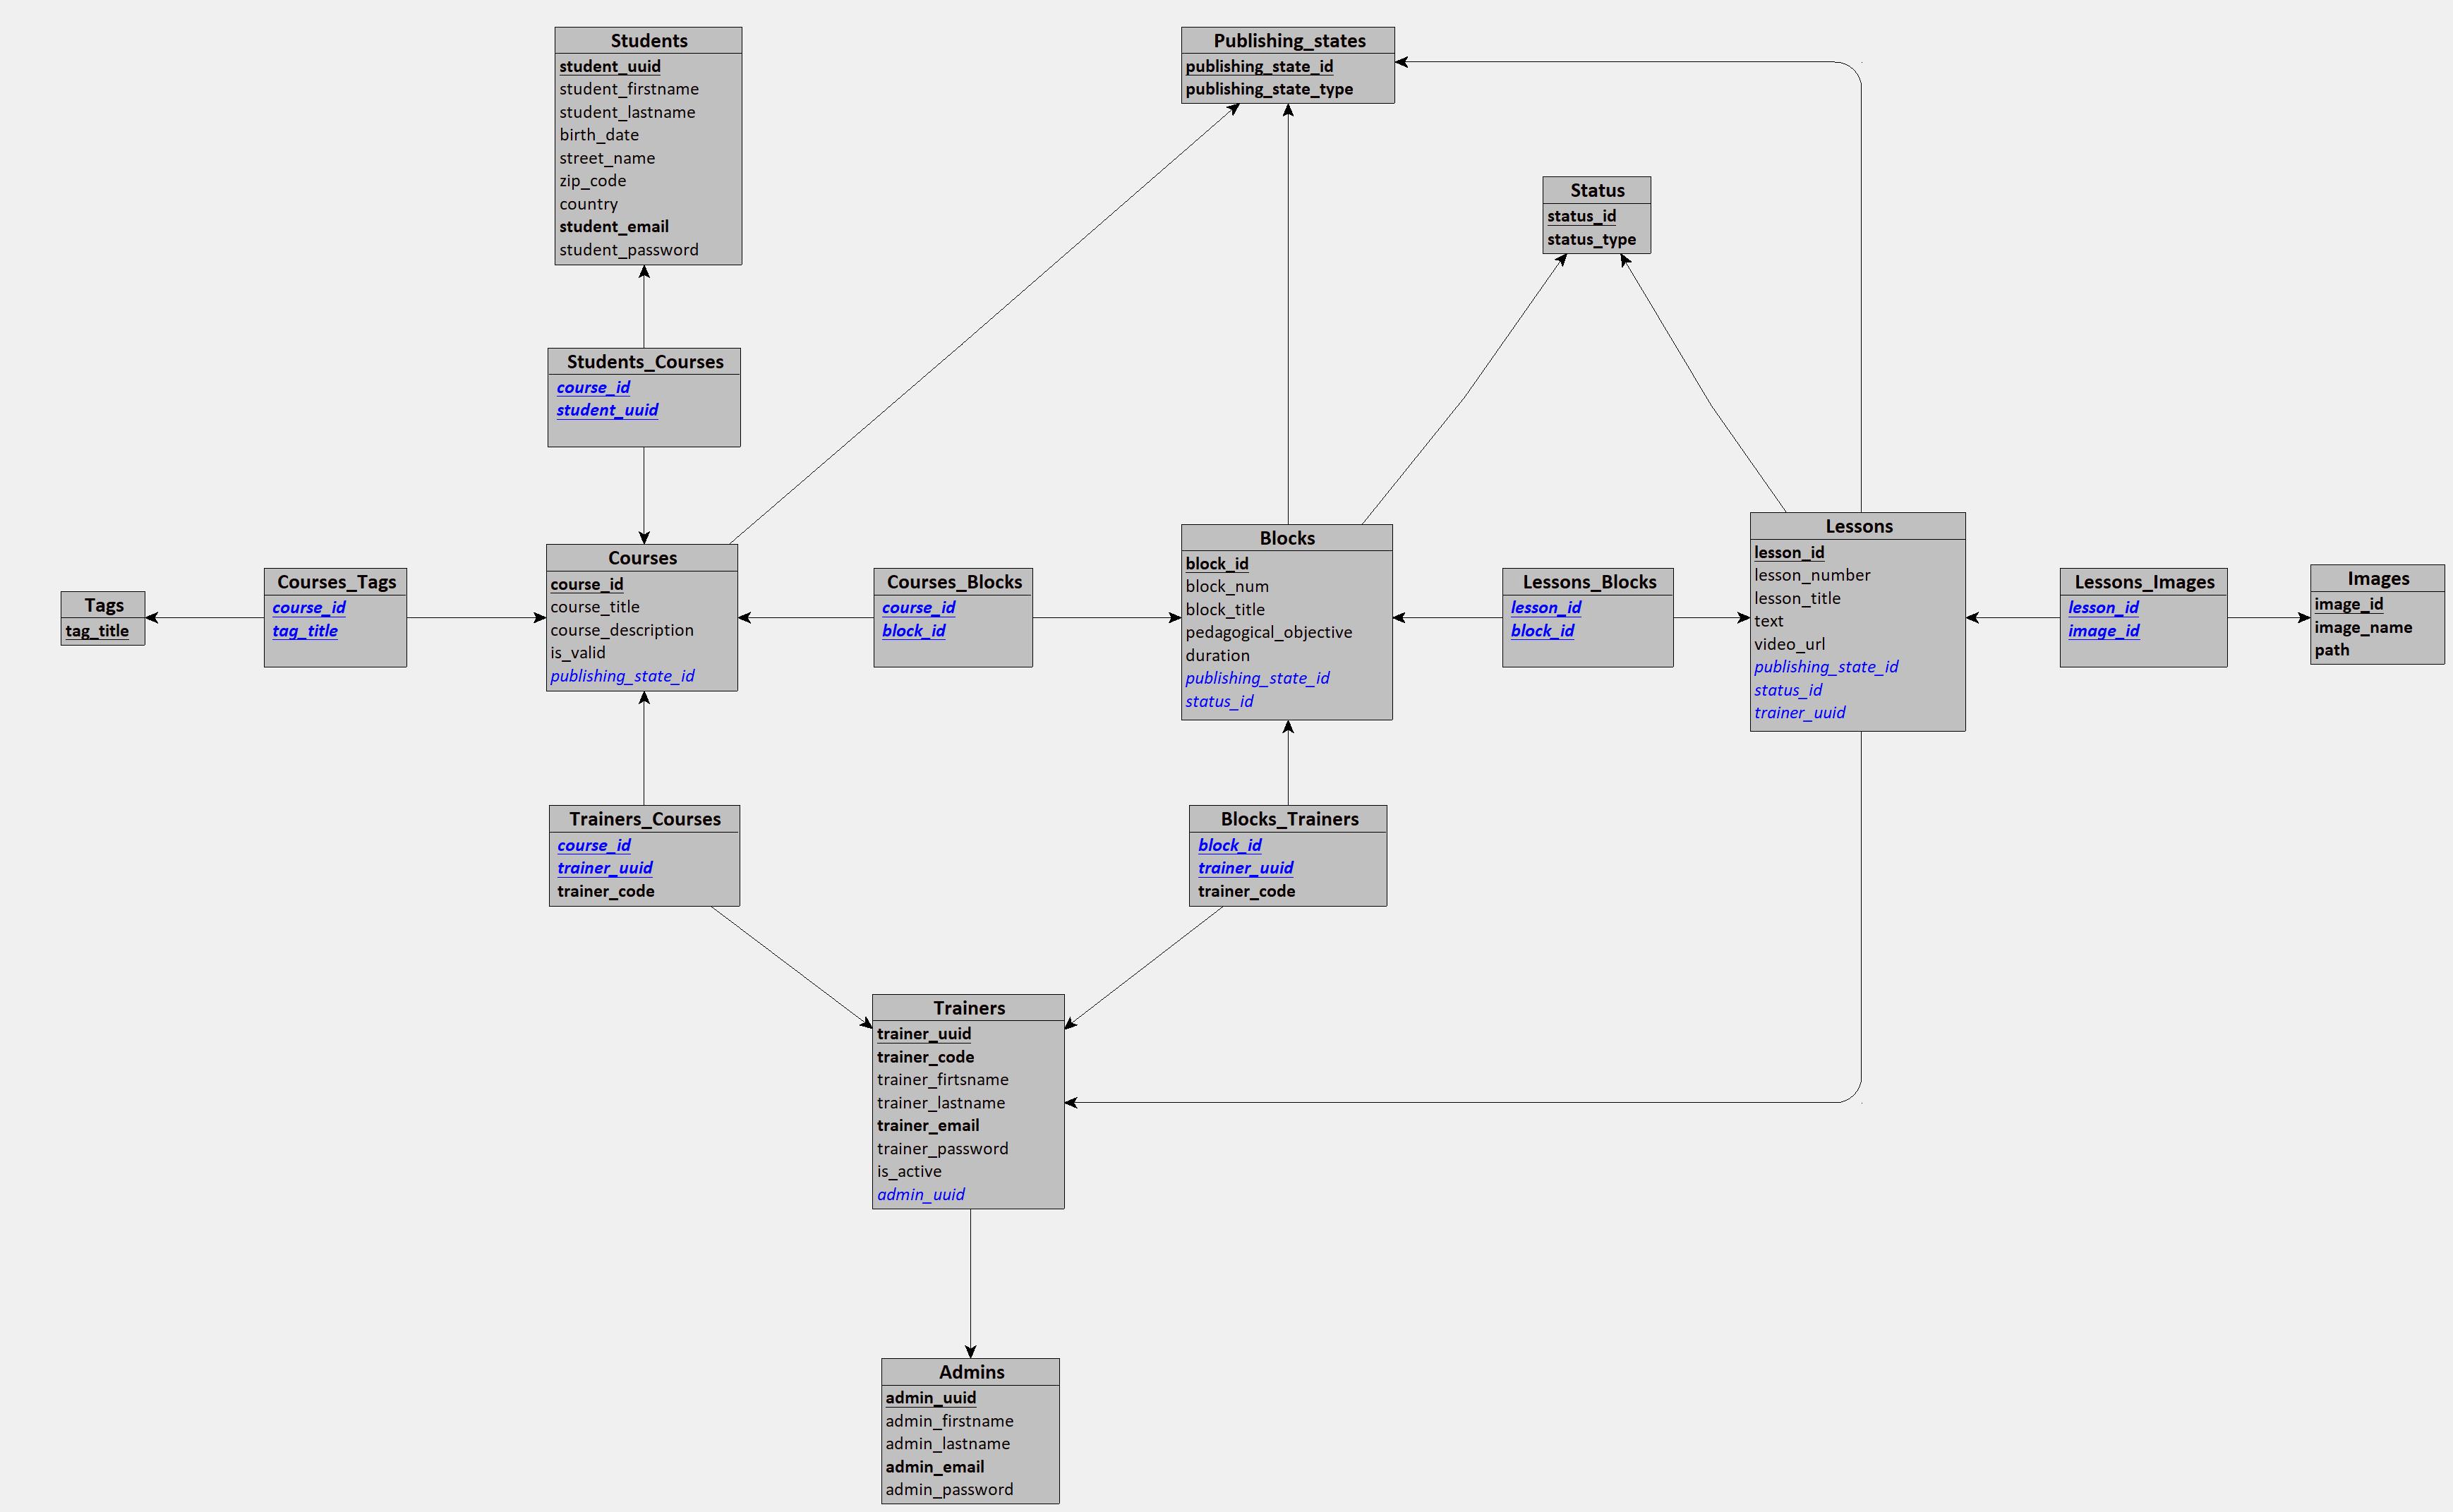 Students
student_uuid
student_firstname
student_lastname
birth_date
street_name
zip_code
country
student_email
student_password
Publishing_states
publishing_state_id
publishing_state_type
Status
status_id
status_type
Students_Courses
course_id
student_uuid
Tags
tag_title
Courses_Tags
course_id
tag_title
Courses
course_id
course_title
course_description
is_valid
publishing_state_id
Courses_Blocks
course_id
block_id
Blocks
block_id
block_num
block_title
pedagogical_objective
duration
publishing_state_id
status_id
Lessons_Blocks
lesson_id
block_id
Lessons
lesson_id
lesson_number
lesson_title
text
video_url
publishing_state_id
status_id
trainer_uuid
Lessons_Images
lesson_id
image_id
Images
image_id
image_name
path
Trainers_Courses
course_id
trainer_uuid
trainer_code
Blocks_Trainers
block_id
trainer_uuid
trainer_code
Trainers
trainer_uuid
trainer_code
trainer_firtsname
trainer_lastname
trainer_email
trainer_password
is_active
admin_uuid
Admins
admin_uuid
admin_firstname
admin_lastname
admin_email
admin_password